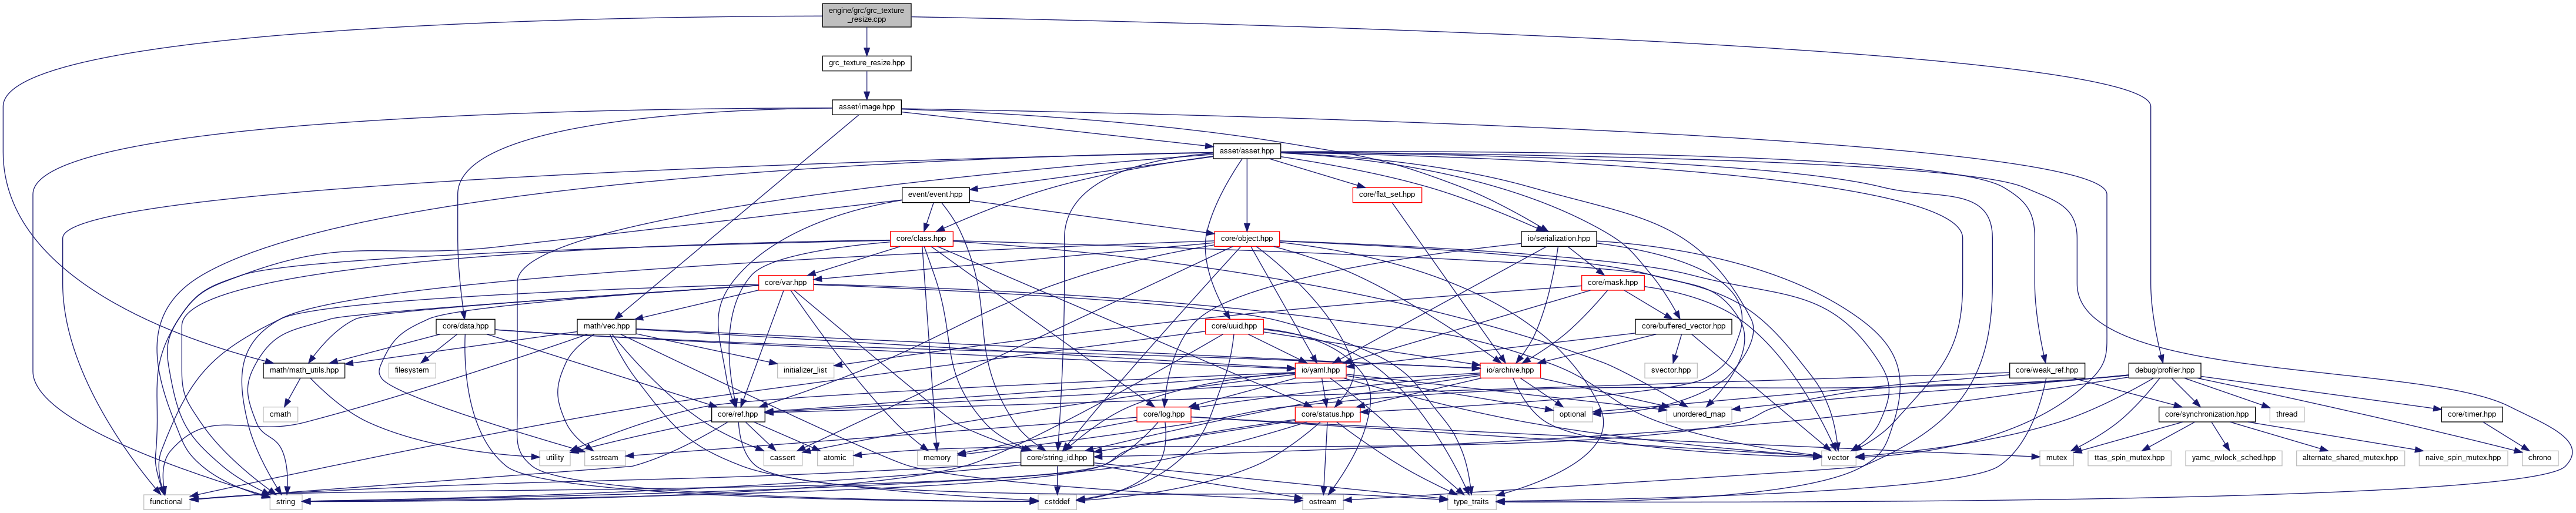 engine/grc/grc_texture
_resize.cpp
grc_texture_resize.hpp
asset/image.hpp
asset/asset.hpp
event/event.hpp
core/flat_set.hpp
core/class.hpp
core/object.hpp
io/serialization.hpp
core/var.hpp
core/mask.hpp
core/data.hpp
math/vec.hpp
core/uuid.hpp
core/buffered_vector.hpp
math/math_utils.hpp
filesystem
initializer_list
io/yaml.hpp
io/archive.hpp
svector.hpp
core/weak_ref.hpp
debug/profiler.hpp
cmath
core/ref.hpp
core/log.hpp
core/status.hpp
optional
unordered_map
core/synchronization.hpp
thread
core/timer.hpp
utility
sstream
cassert
atomic
memory
core/string_id.hpp
vector
mutex
ttas_spin_mutex.hpp
yamc_rwlock_sched.hpp
alternate_shared_mutex.hpp
naive_spin_mutex.hpp
chrono
functional
string
cstddef
ostream
type_traits